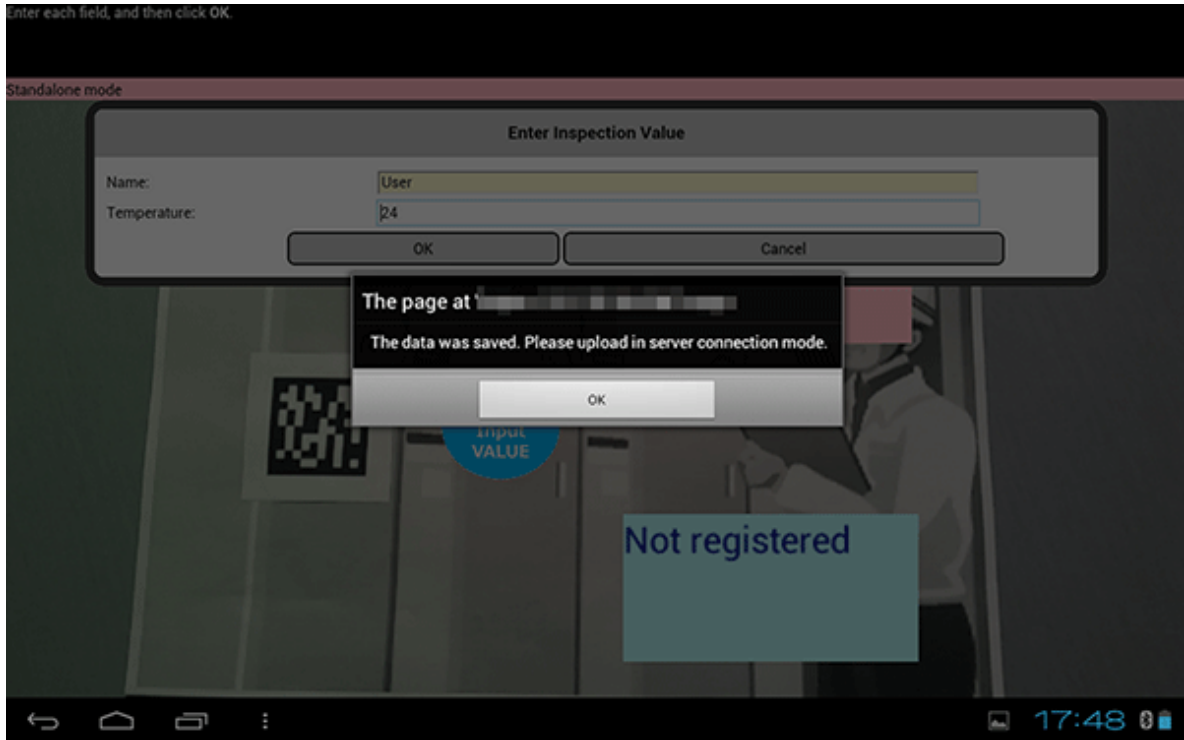 Enter each field, and then click OK.
Standalone mode
Enter Inspection Value
Name:
User
Temperature:
24
OK
Cancel
The page at '
The data was saved. Please upload in server connection mode.
OK
Input
VALUE
Not registered
17:48